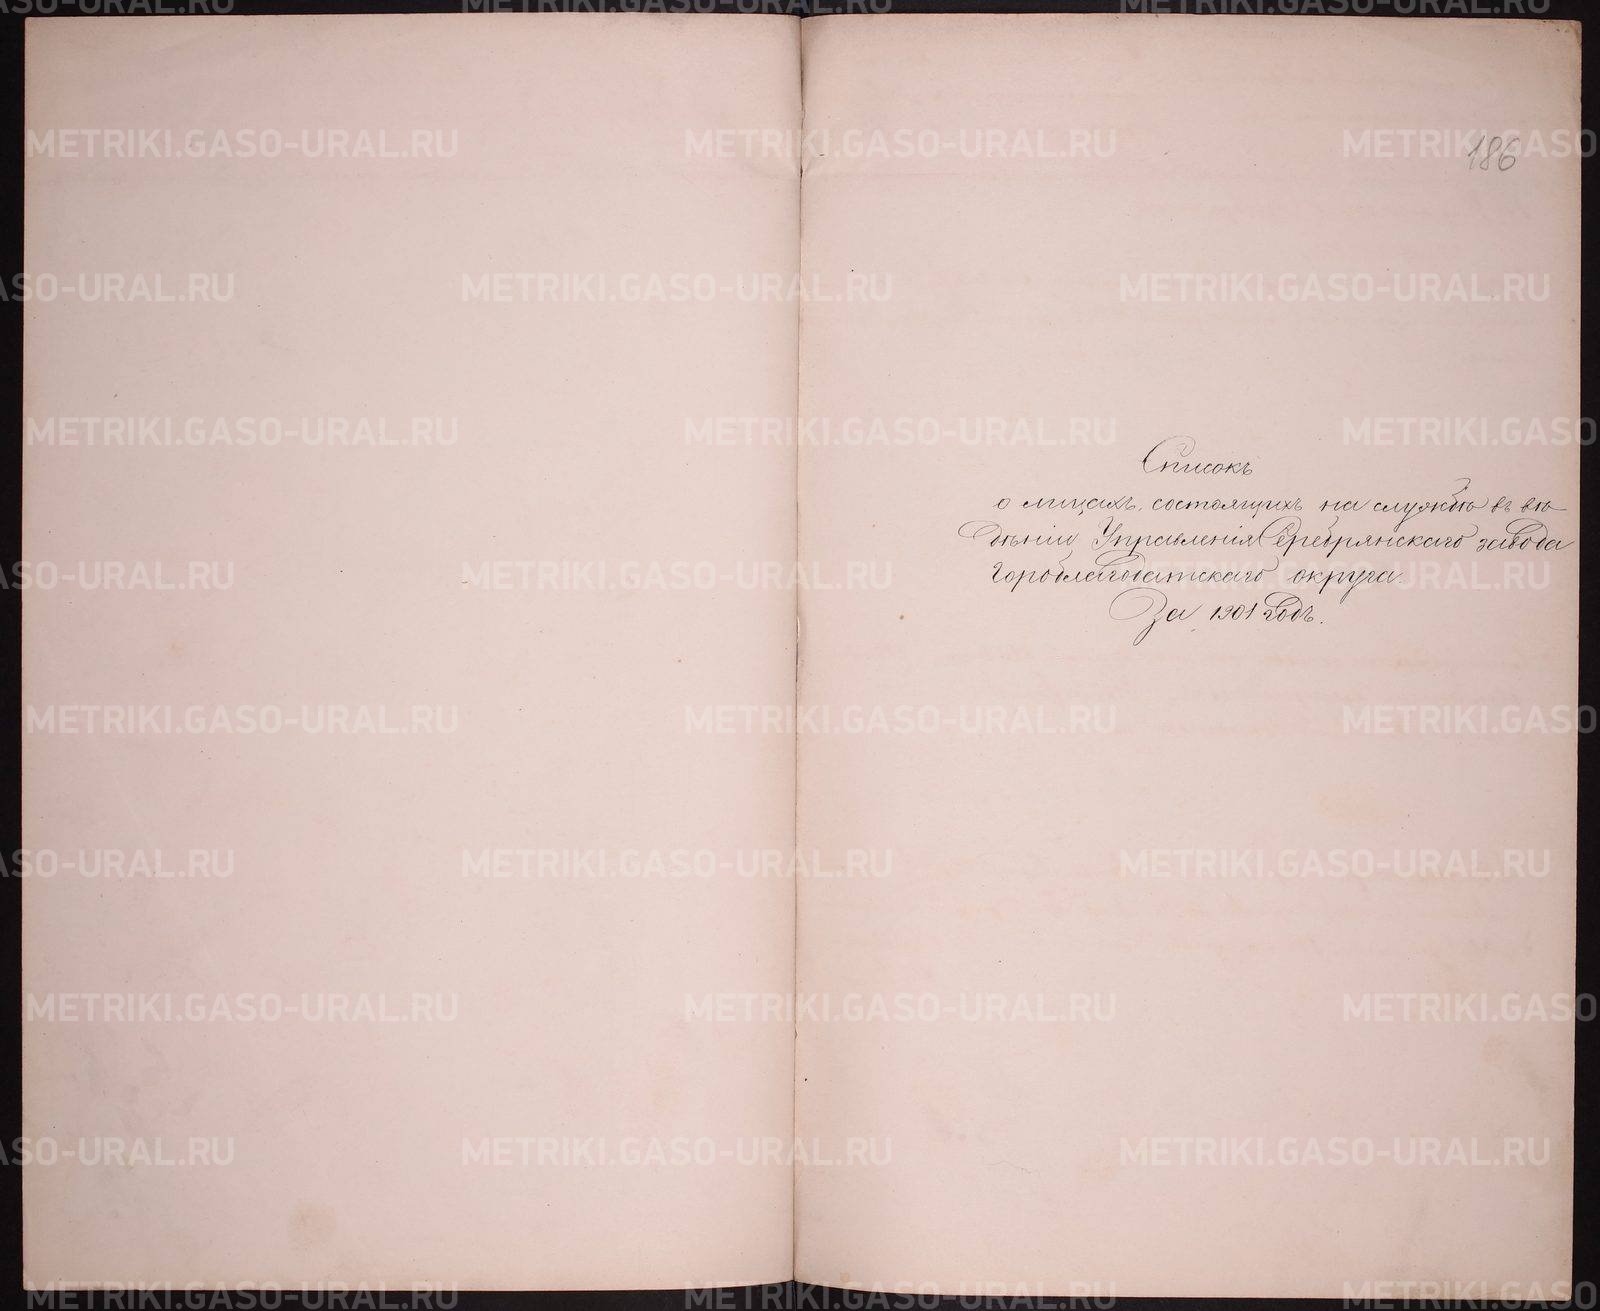 186
Списокъ
о лицахъ, состоящихъ на службѣ въ вѣ-
дѣніи Управленія Серебрянскаго завода
Гороблагодатскаго округа.
За 1901 годъ.
METRIKI.GASO-URAL.RU